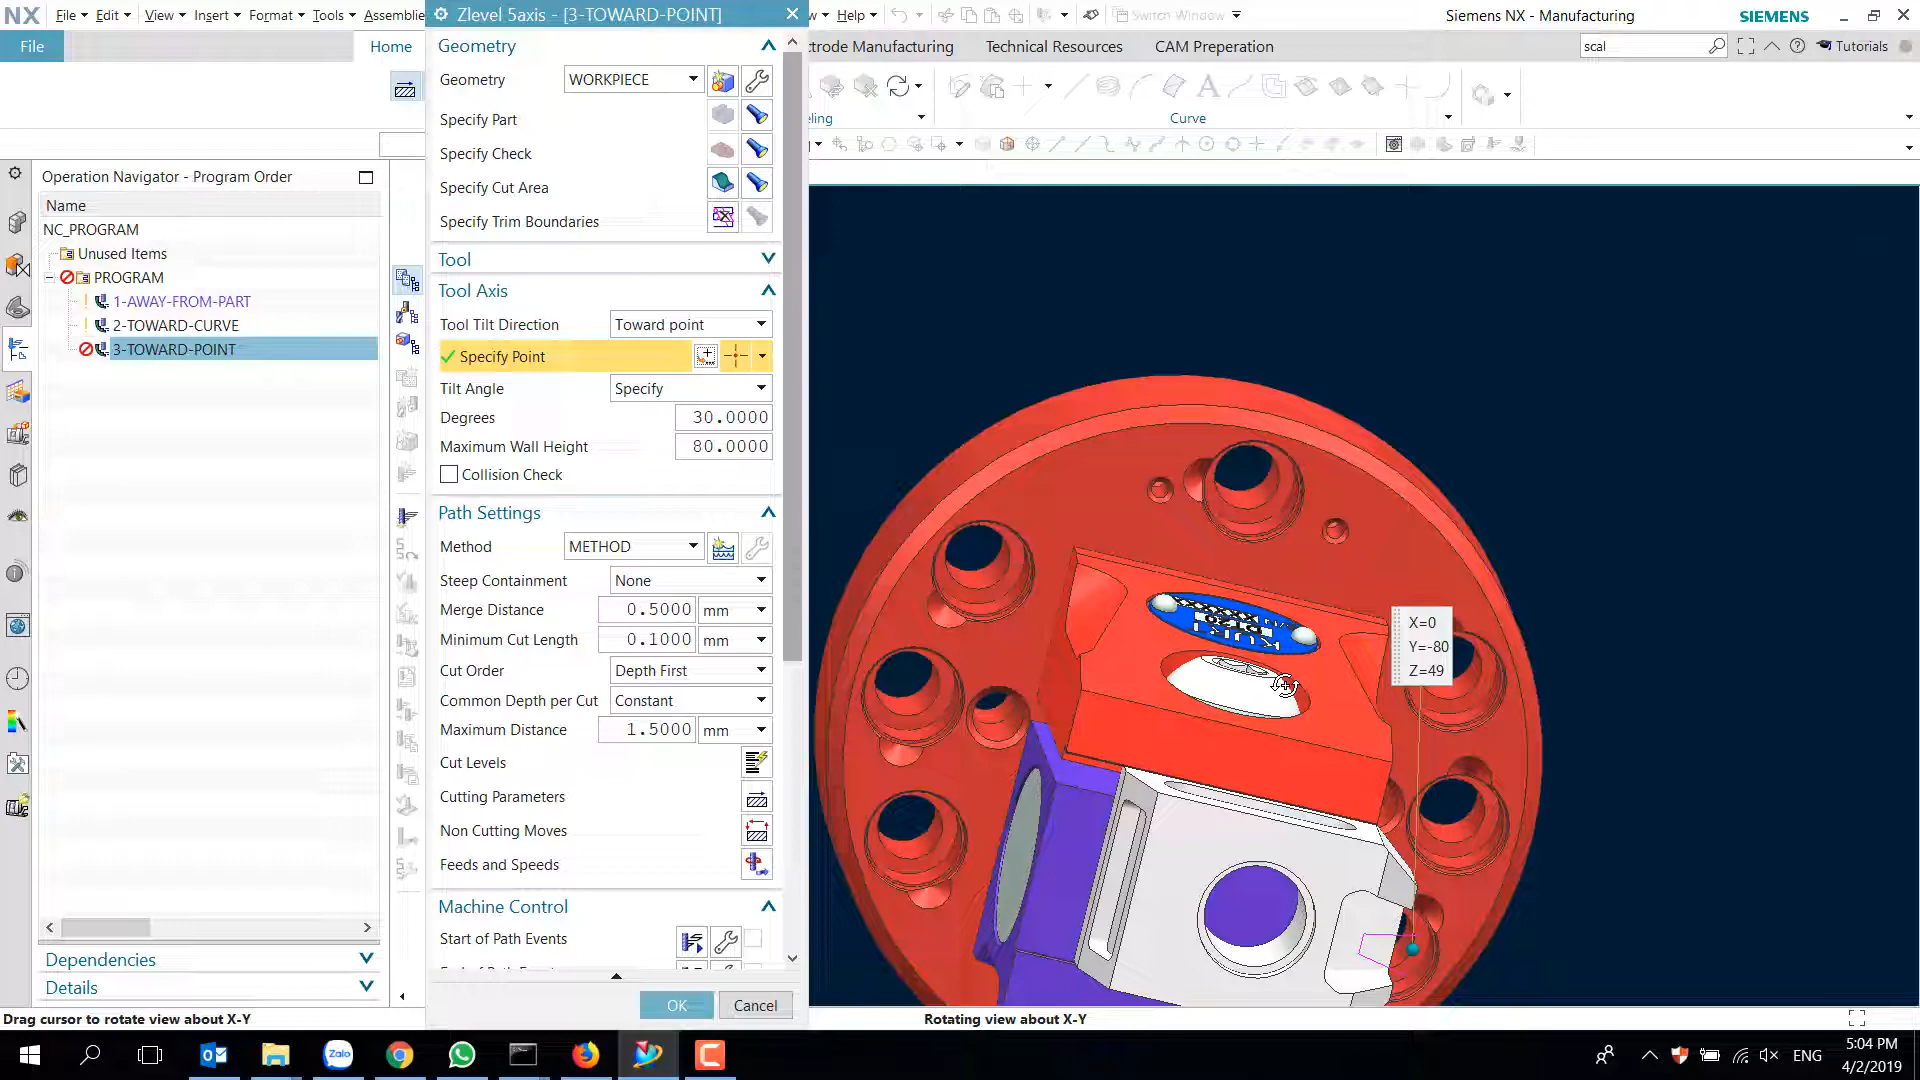 NX
File
Edit
View
Insert
Format
Tools
Assemblie
Help
Switch Window
Siemens NX - Manufacturing
SIEMENS
File
Home
trode Manufacturing
Technical Resources
CAM Preperation
scal
Tutorials
ling
Curve
Operation Navigator - Program Order
Name
NC_PROGRAM
Unused Items
PROGRAM
1-AWAY-FROM-PART
2-TOWARD-CURVE
3-TOWARD-POINT
Dependencies
Details
Zlevel 5axis - [3-TOWARD-POINT]
Geometry
Geometry
WORKPIECE
Specify Part
Specify Check
Specify Cut Area
Specify Trim Boundaries
Tool
Tool Axis
Tool Tilt Direction
Toward point
Specify Point
Tilt Angle
Specify
Degrees
30.0000
Maximum Wall Height
80.0000
Collision Check
Path Settings
Method
METHOD
Steep Containment
None
Merge Distance
0.5000
mm
Minimum Cut Length
0.1000
mm
Cut Order
Depth First
Common Depth per Cut
Constant
Maximum Distance
1.5000
mm
Cut Levels
Cutting Parameters
Non Cutting Moves
Feeds and Speeds
Machine Control
Start of Path Events
OK
Cancel
X=0
Y=-80
Z=49
Drag cursor to rotate view about X-Y
Rotating view about X-Y
Zalo
ENG
5:04 PM
4/2/2019